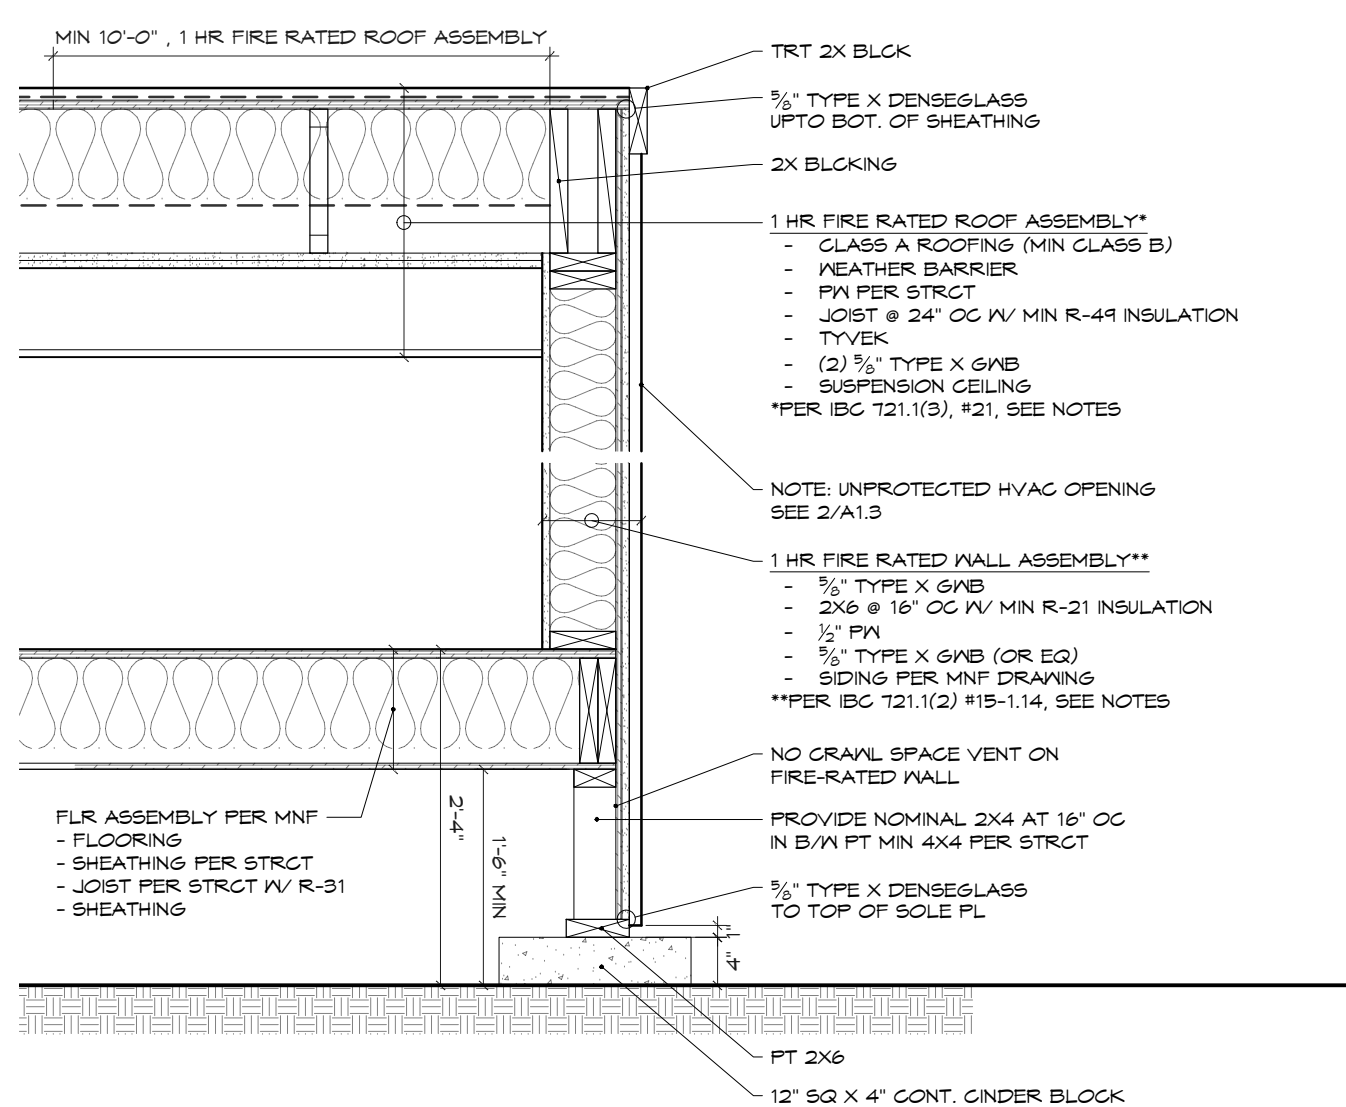 MIN 10'-0" , 1 HR FIRE RATED ROOF ASSEMBLY
TRT 2X BLCK
5/8" TYPE X DENSEGLASS
UPTO BOT. OF SHEATHING
2X BLCKING
1 HR FIRE RATED ROOF ASSEMBLY*
- CLASS A ROOFING (MIN CLASS B)
- WEATHER BARRIER
- PW PER STRCT
- JOIST @ 24" OC W/ MIN R-49 INSULATION
- TYVEK
- (2) 5/8" TYPE X GWB
- SUSPENSION CEILING
*PER IBC 721.1(3), #21, SEE NOTES
NOTE: UNPROTECTED HVAC OPENING
SEE 2/A1.3
1 HR FIRE RATED WALL ASSEMBLY**
- 5/8" TYPE X GWB
- 2X6 @ 16" OC W/ MIN R-21 INSULATION
- 1/2" PW
- 5/8" TYPE X GWB (OR EQ)
- SIDING PER MNF DRAWING
**PER IBC 721.1(2) #15-1.14, SEE NOTES
NO CRAWL SPACE VENT ON
FIRE-RATED WALL
PROVIDE NOMINAL 2X4 AT 16" OC
IN B/W PT MIN 4X4 PER STRCT
5/8" TYPE X DENSEGLASS
TO TOP OF SOLE PL
FLR ASSEMBLY PER MNF
- FLOORING
- SHEATHING PER STRCT
- JOIST PER STRCT W/ R-31
- SHEATHING
2'-4"
1'-6" MIN
1"
4"
PT 2X6
12" SQ X 4" CONT. CINDER BLOCK